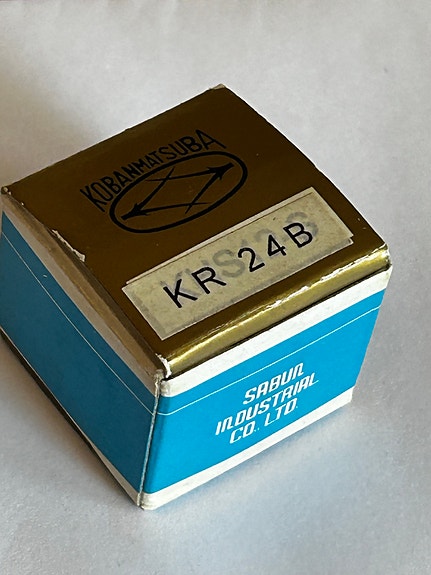 KOBANMATSUBA
KR 24B
SABUN
INDUSTRIAL
CO., LTD.